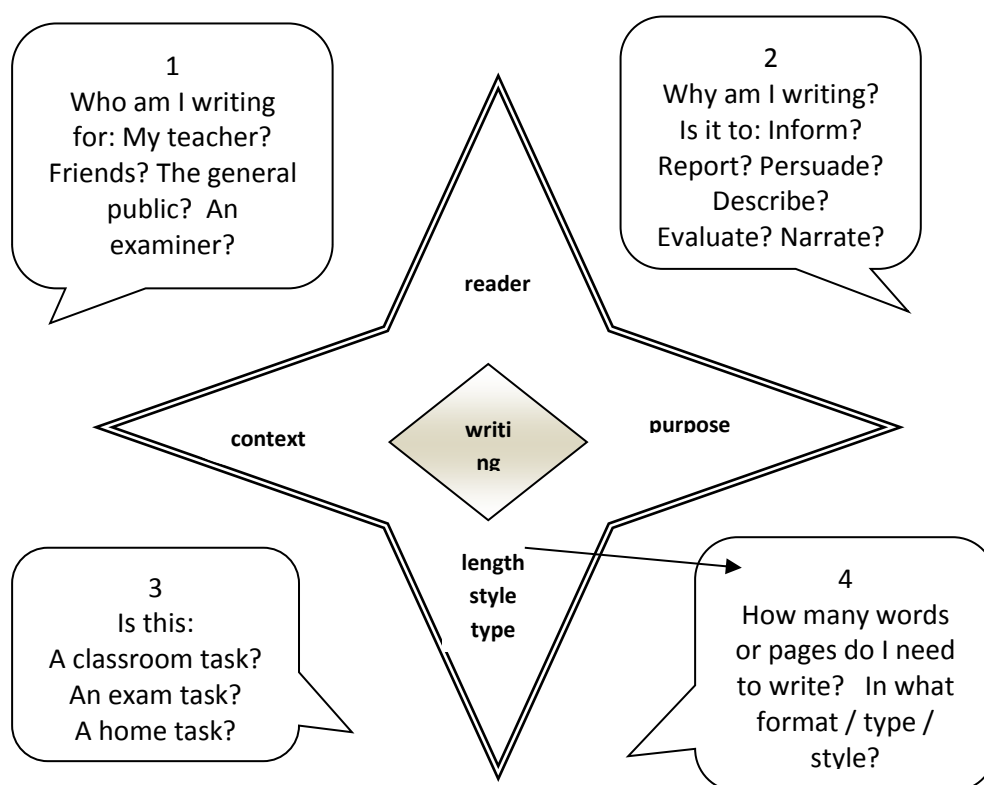 1
Who am I writing
for: My teacher?
Friends? The general
public? An
examiner?
2
Why am I writing?
Is it to: Inform?
Report? Persuade?
Describe?
Evaluate? Narrate?
reader
context
writi
ng
purpose
length
style
type
3
Is this:
A classroom task?
An exam task?
A home task?
4
How many words
or pages do I need
to write? In what
format / type /
style?